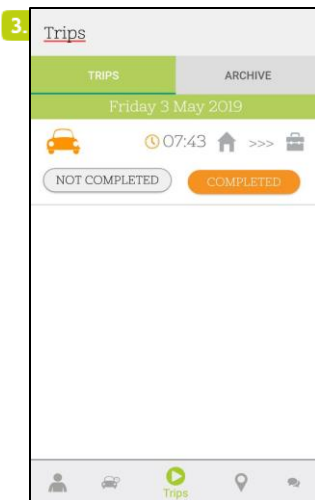 3.
Trips
TRIPS ARCHIVE
Friday 3 May 2019
07:43 >>>
NOT COMPLETED COMPLETED
Trips